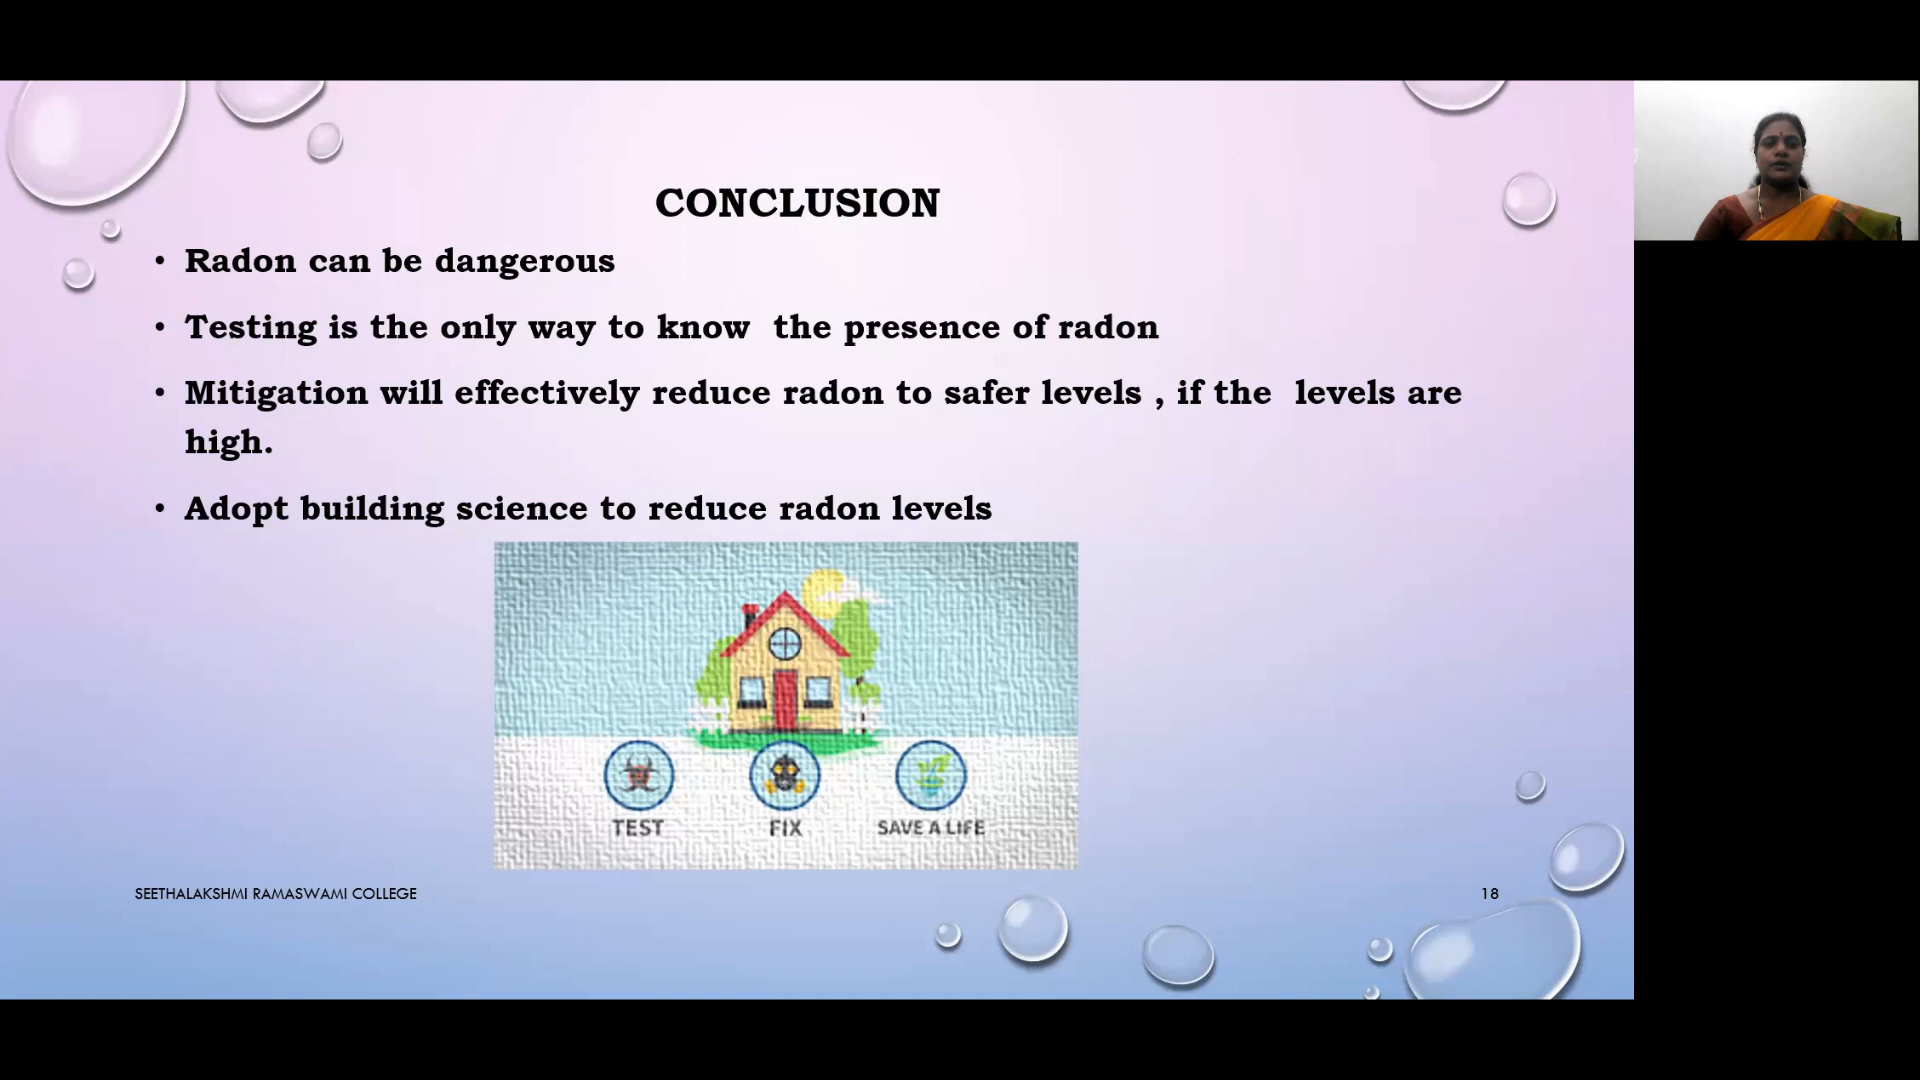 CONCLUSION
• Radon can be dangerous
• Testing is the only way to know  the presence of radon
• Mitigation will effectively reduce radon to safer levels , if the  levels are
high.
• Adopt building science to reduce radon levels
TEST FIX SAVE A LIFE
SEETHALAKSHMI RAMASWAMI COLLEGE 18